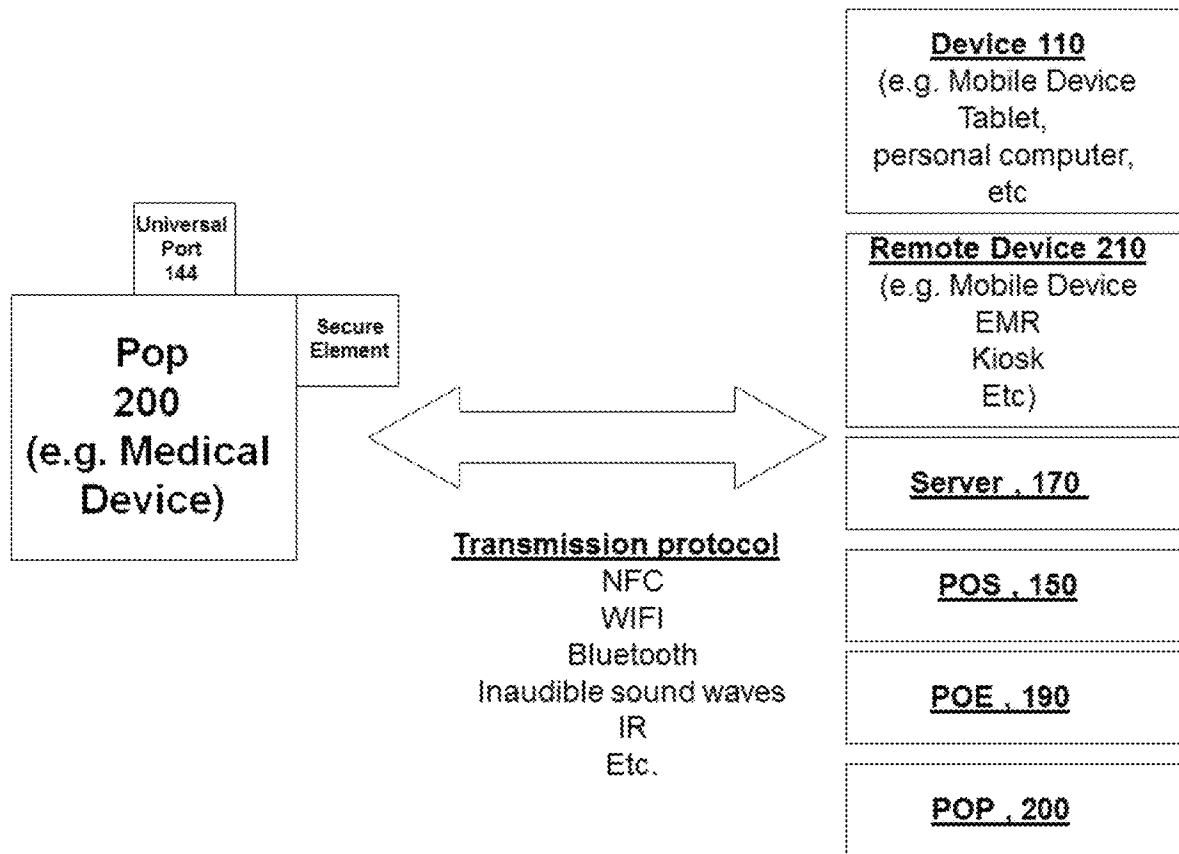 Universal
Port
144
Secure
Element
Pop
200
(e.g. Medical
Device)
Transmission protocol
NFC
WIFI
Bluetooth
Inaudible sound waves
IR
Etc.
Device 110
(e.g. Mobile Device
Tablet,
personal computer,
etc
Remote Device 210
(e.g. Mobile Device
EMR
Kiosk
Etc)
Server , 170
POS , 150
POE , 190
POP , 200